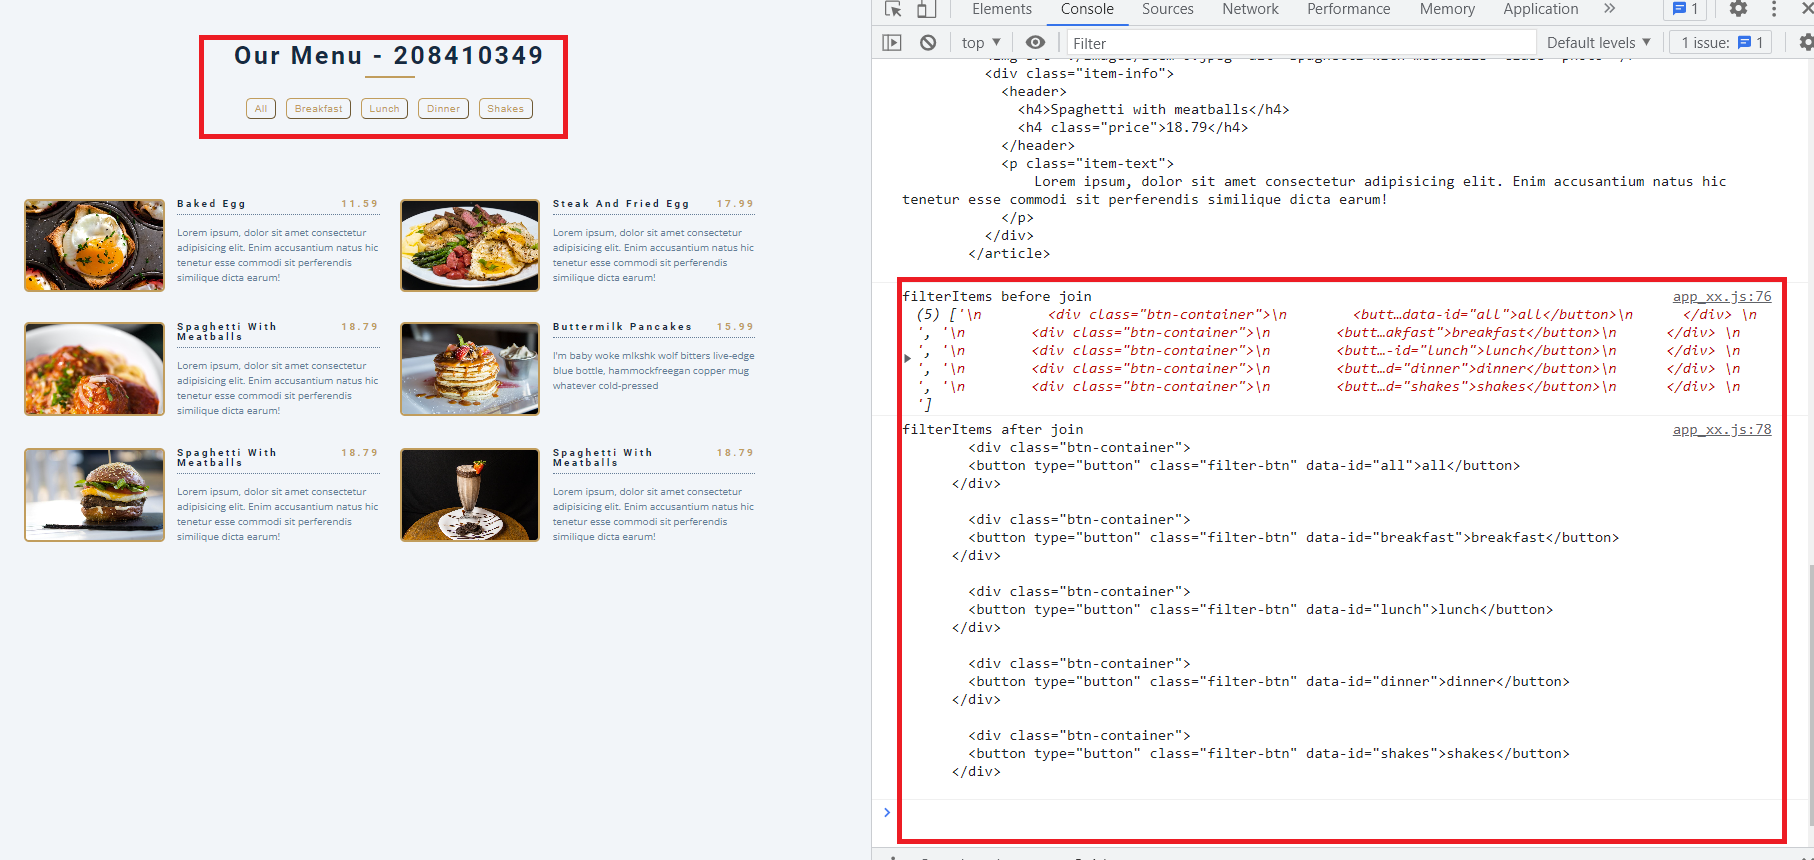 Our Menu - 208410349
All Breakfast Lunch Dinner Shakes
Baked Egg 11.59
Lorem ipsum, dolor sit amet consectetur
adipisicing elit. Enim accusantium natus hic
tenetur esse commodi sit perferendis
similique dicta earum!
Steak And Fried Egg 17.99
Lorem ipsum, dolor sit amet consectetur
adipisicing elit. Enim accusantium natus hic
tenetur esse commodi sit perferendis
similique dicta earum!
Spaghetti With 18.79
Meatballs
Lorem ipsum, dolor sit amet consectetur
adipisicing elit. Enim accusantium natus hic
tenetur esse commodi sit perferendis
similique dicta earum!
Buttermilk Pancakes 15.99
I'm baby woke mlkshk wolf bitters live-edge
blue bottle, hammockfreegan copper mug
whatever cold-pressed
Spaghetti With 18.79
Meatballs
Lorem ipsum, dolor sit amet consectetur
adipisicing elit. Enim accusantium natus hic
tenetur esse commodi sit perferendis
similique dicta earum!
Spaghetti With 18.79
Meatballs
Lorem ipsum, dolor sit amet consectetur
adipisicing elit. Enim accusantium natus hic
tenetur esse commodi sit perferendis
similique dicta earum!
Elements Console Sources Network Performance Memory Application » 1
top Filter Default levels 1 issue: 1
<div class="item-info">
<header>
<h4>Spaghetti with meatballs</h4>
<h4 class="price">18.79</h4>
</header>
<p class="item-text">
Lorem ipsum, dolor sit amet consectetur adipisicing elit. Enim accusantium natus hic
tenetur esse commodi sit perferendis similique dicta earum!
</p>
</div>
</article>
filterItems before join app_xx.js:76
(5) ['\n <div class="btn-container">\n <butt…data-id="all">all</button>\n </div> \n
', '\n <div class="btn-container">\n <butt…akfast">breakfast</button>\n </div> \n
', '\n <div class="btn-container">\n <butt…-id="lunch">lunch</button>\n </div> \n
', '\n <div class="btn-container">\n <butt…d="dinner">dinner</button>\n </div> \n
', '\n <div class="btn-container">\n <butt…d="shakes">shakes</button>\n </div> \n
']
filterItems after join app_xx.js:78
<div class="btn-container">
<button type="button" class="filter-btn" data-id="all">all</button>
</div>
<div class="btn-container">
<button type="button" class="filter-btn" data-id="breakfast">breakfast</button>
</div>
<div class="btn-container">
<button type="button" class="filter-btn" data-id="lunch">lunch</button>
</div>
<div class="btn-container">
<button type="button" class="filter-btn" data-id="dinner">dinner</button>
</div>
<div class="btn-container">
<button type="button" class="filter-btn" data-id="shakes">shakes</button>
</div>